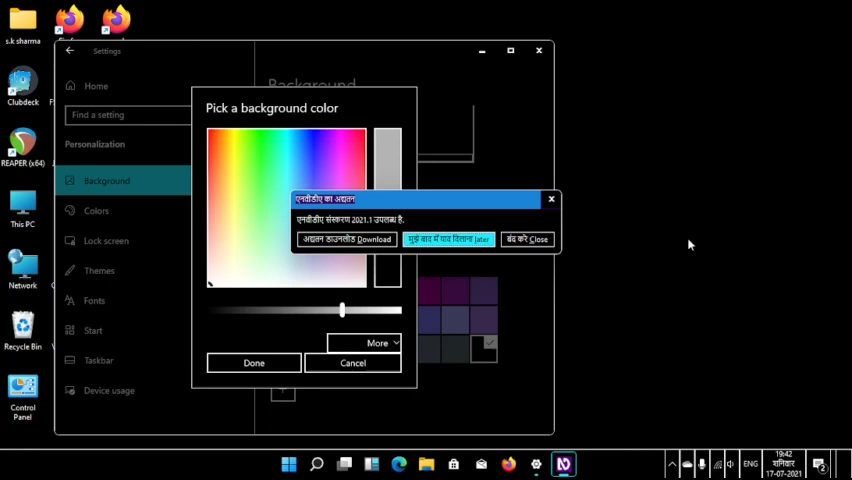 s.k sharma
Clubdeck
REAPER (x64)
This PC
Network
Recycle Bin
Control
Panel
Settings
Home
Find a setting
Personalization
Background
Colors
Lock screen
Themes
Fonts
Start
Taskbar
Device usage
Background
Pick a background color
More
Done
Cancel
एनवीडीए का अद्यतन
एनवीडीए संस्करण 2021.1 उपलब्ध है.
अद्यतन डाउनलोड Download
मुझे बाद में याद दिलाना later
बंद करें Close
ENG
19:42
शनिवार
17-07-2021
2